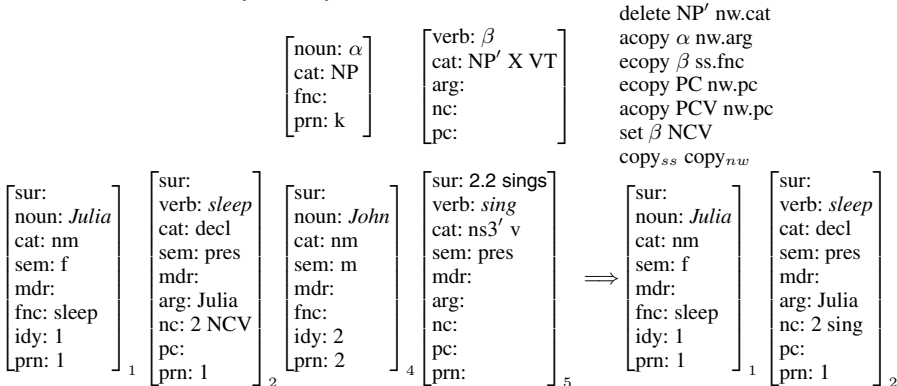 delete NP′ nw.cat
acopy α nw.arg
ecopy β ss.fnc
ecopy PC nw.pc
acopy PCV nw.pc
set β NCV
copy_ss copy_nw
noun: α
cat: NP
fnc:
prn: k
verb: β
cat: NP′ X VT
arg:
nc:
pc:
sur:
noun: Julia
cat: nm
sem: f
mdr:
fnc: sleep
idy: 1
prn: 1
1
sur:
verb: sleep
cat: decl
sem: pres
mdr:
arg: Julia
nc: 2 NCV
pc:
prn: 1
2
sur:
noun: John
cat: nm
sem: m
mdr:
fnc:
idy: 2
prn: 2
4
sur: 2.2 sings
verb: sing
cat: ns3′ v
sem: pres
mdr:
arg:
nc:
pc:
prn:
5
⟹
sur:
noun: Julia
cat: nm
sem: f
mdr:
fnc: sleep
idy: 1
prn: 1
1
sur:
verb: sleep
cat: decl
sem: pres
mdr:
arg: Julia
nc: 2 sing
pc:
prn: 1
2